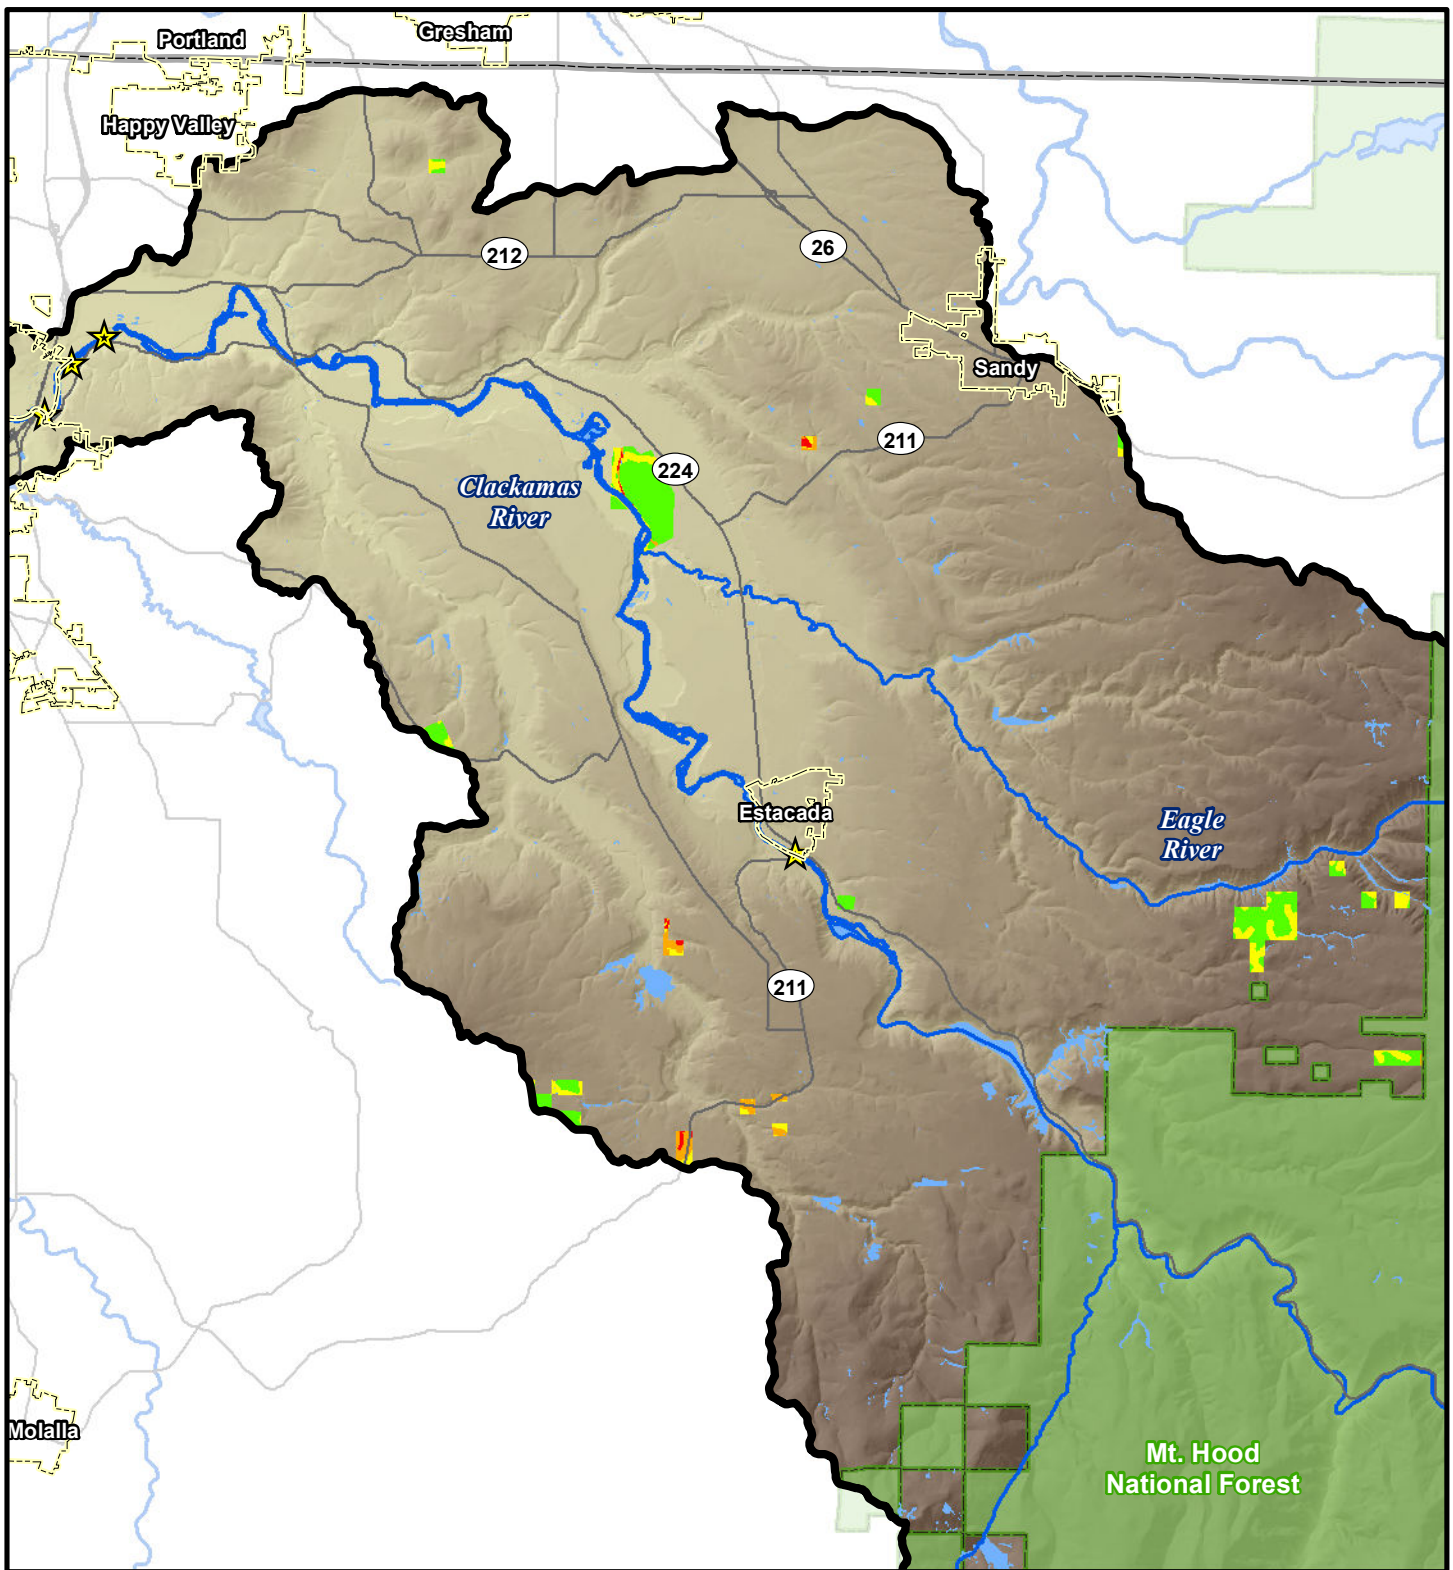 Portland
Gresham
Happy Valley
212
26
Sandy
211
224
Clackamas
River
Estacada
Eagle
River
211
Mt. Hood
National Forest
Molalla